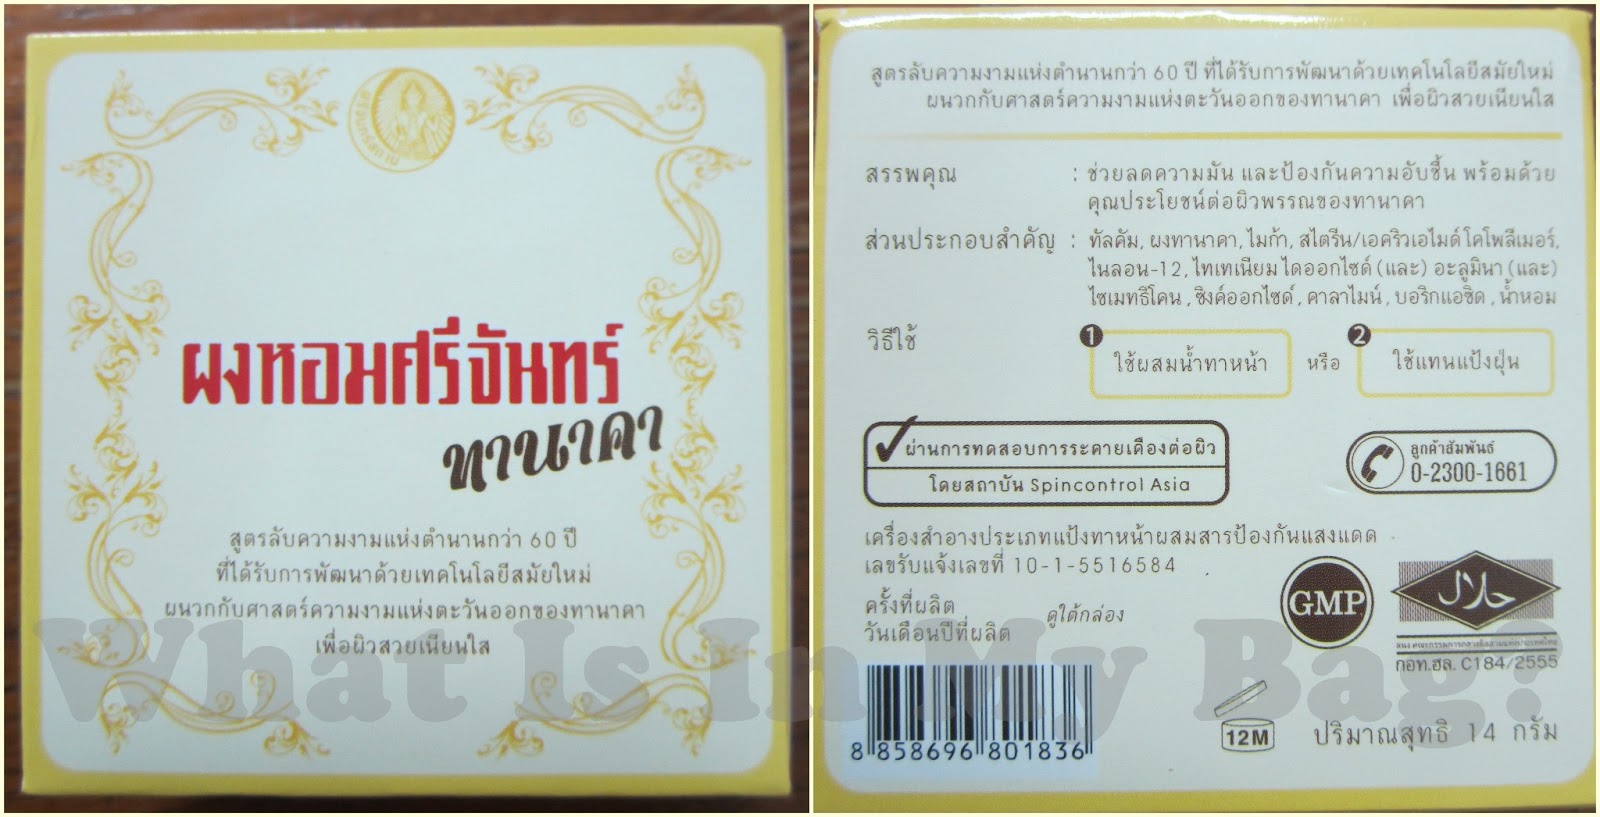 ศรีจันทร์สหโอสถ
ผงหอมศรีจันทร์
ทานาคา
สูตรลับความงามแห่งตำนานกว่า 60 ปี
ที่ได้รับการพัฒนาด้วยเทคโนโลยีสมัยใหม่
ผนวกกับศาสตร์ความงามแห่งตะวันออกของทานาคา
เพื่อผิวสวยเนียนใส
สูตรลับความงามแห่งตำนานกว่า 60 ปี ที่ได้รับการพัฒนาด้วยเทคโนโลยีสมัยใหม่
ผนวกกับศาสตร์ความงามแห่งตะวันออกของทานาคา เพื่อผิวสวยเนียนใส
สรรพคุณ : ช่วยลดความมัน และป้องกันความอับชื้น พร้อมด้วย
คุณประโยชน์ต่อผิวพรรณของทานาคา
ส่วนประกอบสำคัญ : ทัลคัม, ผงทานาคา, ไมก้า, สไตรีน/เอคริวเอไมด์ โคโพลีเมอร์,
ไนลอน-12, ไทเทเนียม ไดออกไซด์ (และ) อะลูมินา (และ)
ไซเมทธิโคน , ซิงค์ออกไซด์ , คาลาไมน์ , บอริกแอซิด , น้ำหอม
วิธีใช้
1 ใช้ผสมน้ำทาหน้า หรือ 2 ใช้แทนแป้งฝุ่น
ผ่านการทดสอบการระคายเคืองต่อผิว
โดยสถาบัน Spincontrol Asia
ลูกค้าสัมพันธ์
0-2300-1661
เครื่องสำอางประเภทแป้งทาหน้าผสมสารป้องกันแสงแดด
เลขรับแจ้งเลขที่ 10-1-5516584
ครั้งที่ผลิต
วันเดือนปีที่ผลิต
ดูใต้กล่อง
GMP
حلال
กอท.ฮล. C184/2555
8 858696 801836
12M
ปริมาณสุทธิ 14 กรัม
What Is In My Bag?